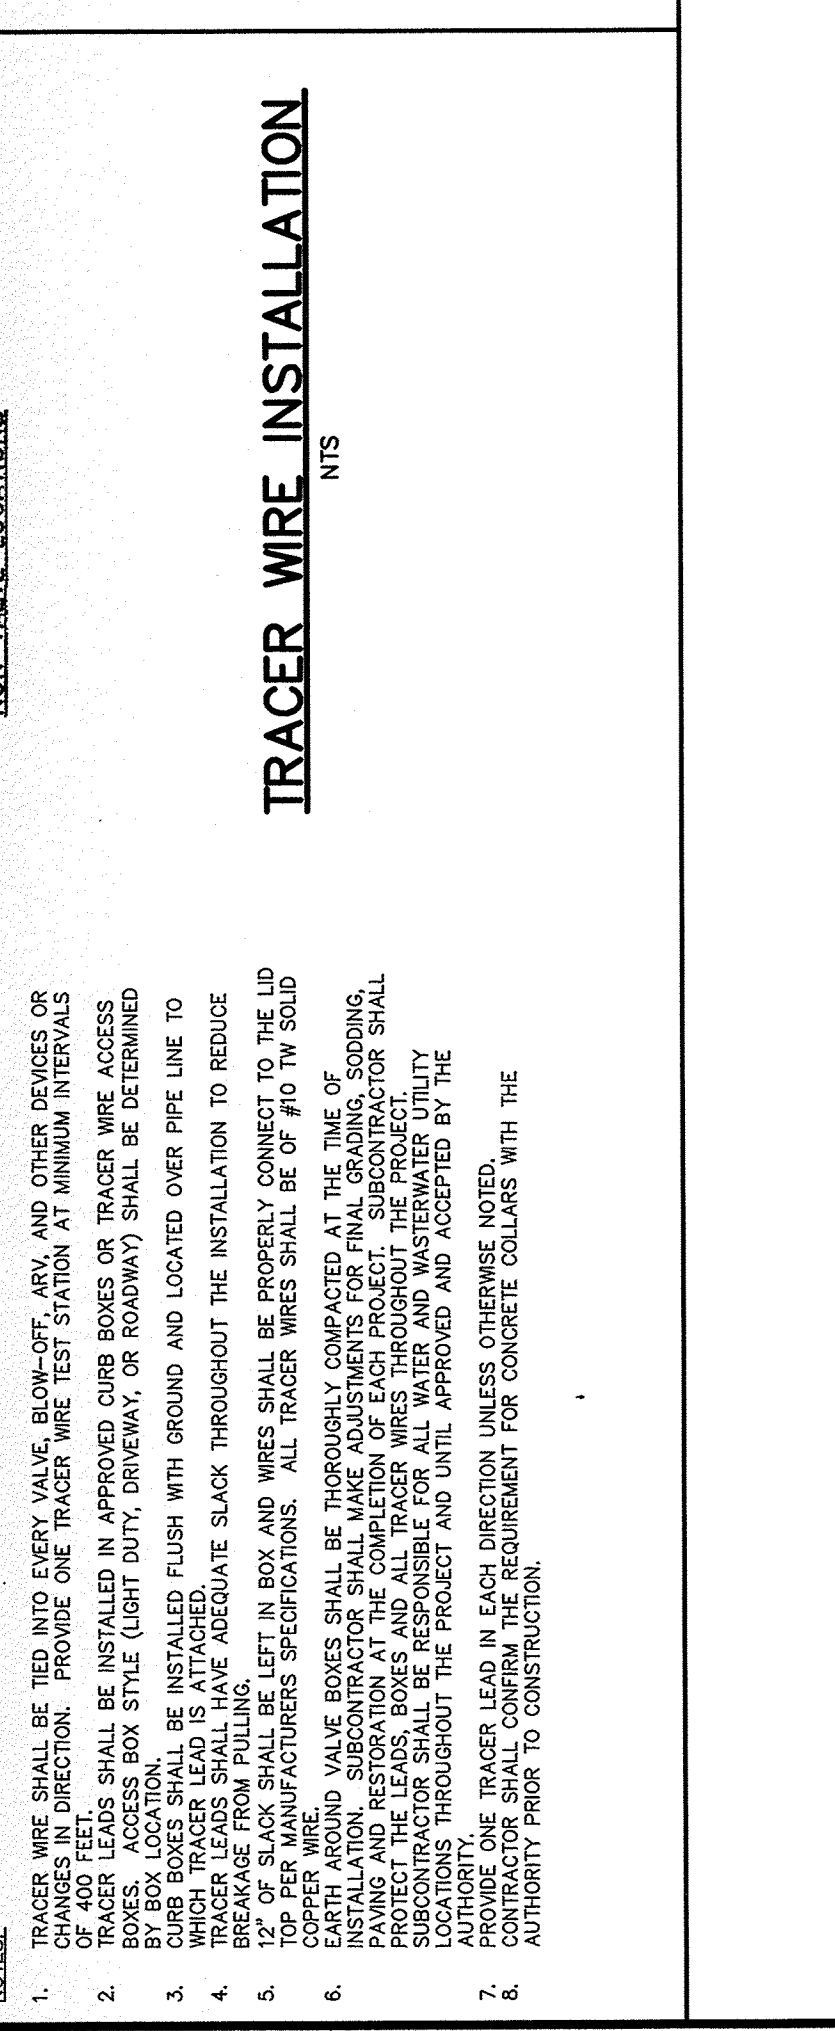 1. TRACER WIRE SHALL BE TIED INTO EVERY VALVE, BLOW-OFF, ARV, AND OTHER DEVICES OR
CHANGES IN DIRECTION. PROVIDE ONE TRACER WIRE TEST STATION AT MINIMUM INTERVALS
OF 400 FEET.
2. TRACER LEADS SHALL BE INSTALLED IN APPROVED CURB BOXES OR TRACER WIRE ACCESS
BOXES. ACCESS BOX STYLE (LIGHT DUTY, DRIVEWAY, OR ROADWAY) SHALL BE DETERMINED
BY BOX LOCATION.
3. CURB BOXES SHALL BE INSTALLED FLUSH WITH GROUND AND LOCATED OVER PIPE LINE TO
WHICH TRACER LEAD IS ATTACHED.
4. TRACER LEADS SHALL HAVE ADEQUATE SLACK THROUGHOUT THE INSTALLATION TO REDUCE
BREAKAGE FROM PULLING.
5. 12" OF SLACK SHALL BE LEFT IN BOX AND WIRES SHALL BE PROPERLY CONNECT TO THE LID
TOP PER MANUFACTURERS SPECIFICATIONS. ALL TRACER WIRES SHALL BE OF #10 TW SOLID
COPPER WIRE.
6. EARTH AROUND VALVE BOXES SHALL BE THOROUGHLY COMPACTED AT THE TIME OF
INSTALLATION. SUBCONTRACTOR SHALL MAKE ADJUSTMENTS FOR FINAL GRADING, SODDING,
PAVING AND RESTORATION AT THE COMPLETION OF EACH PROJECT. SUBCONTRACTOR SHALL
PROTECT THE LEADS, BOXES AND ALL TRACER WIRES THROUGHOUT THE PROJECT.
SUBCONTRACTOR SHALL BE RESPONSIBLE FOR ALL WATER AND WASTERWATER UTILITY
LOCATIONS THROUGHOUT THE PROJECT AND UNTIL APPROVED AND ACCEPTED BY THE
AUTHORITY.
7. PROVIDE ONE TRACER LEAD IN EACH DIRECTION UNLESS OTHERWISE NOTED.
8. CONTRACTOR SHALL CONFIRM THE REQUIREMENT FOR CONCRETE COLLARS WITH THE
AUTHORITY PRIOR TO CONSTRUCTION.
TRACER WIRE INSTALLATION
NTS